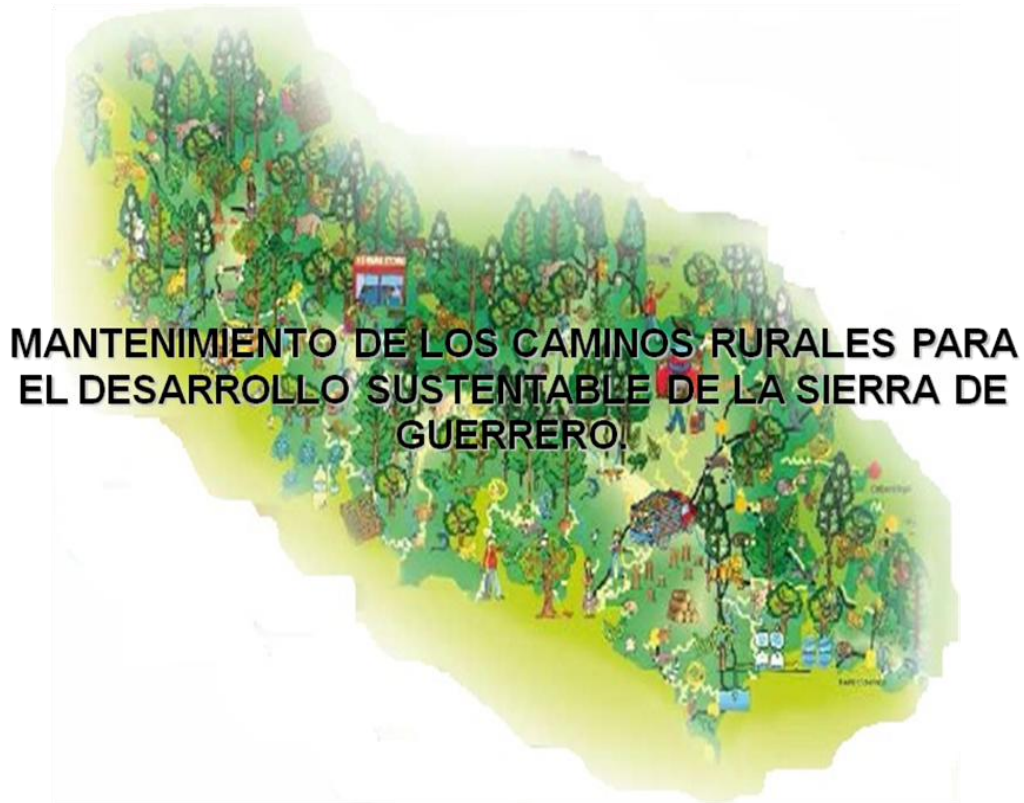 MANTENIMIENTO DE LOS CAMINOS RURALES PARA
EL DESARROLLO SUSTENTABLE DE LA SIERRA DE
GUERRERO.